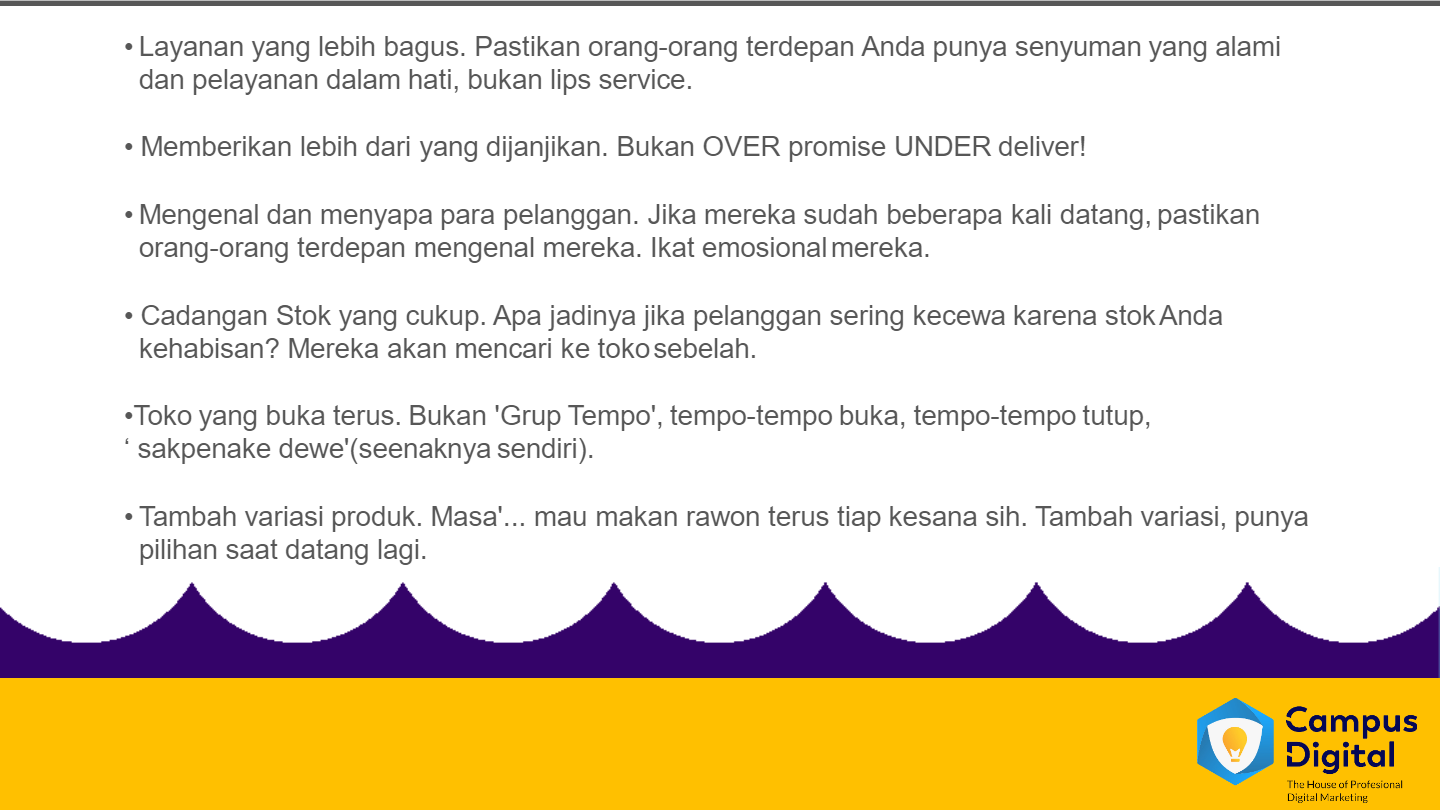 • Layanan yang lebih bagus. Pastikan orang-orang terdepan Anda punya senyuman yang alami
dan pelayanan dalam hati, bukan lips service.
• Memberikan lebih dari yang dijanjikan. Bukan OVER promise UNDER deliver!
• Mengenal dan menyapa para pelanggan. Jika mereka sudah beberapa kali datang, pastikan
orang-orang terdepan mengenal mereka. Ikat emosional mereka.
• Cadangan Stok yang cukup. Apa jadinya jika pelanggan sering kecewa karena stok Anda
kehabisan? Mereka akan mencari ke toko sebelah.
•Toko yang buka terus. Bukan 'Grup Tempo', tempo-tempo buka, tempo-tempo tutup,
‘ sakpenake dewe'(seenaknya sendiri).
• Tambah variasi produk. Masa'... mau makan rawon terus tiap kesana sih. Tambah variasi, punya
pilihan saat datang lagi.
Campus
Digital
The House of Profesional
Digital Marketing